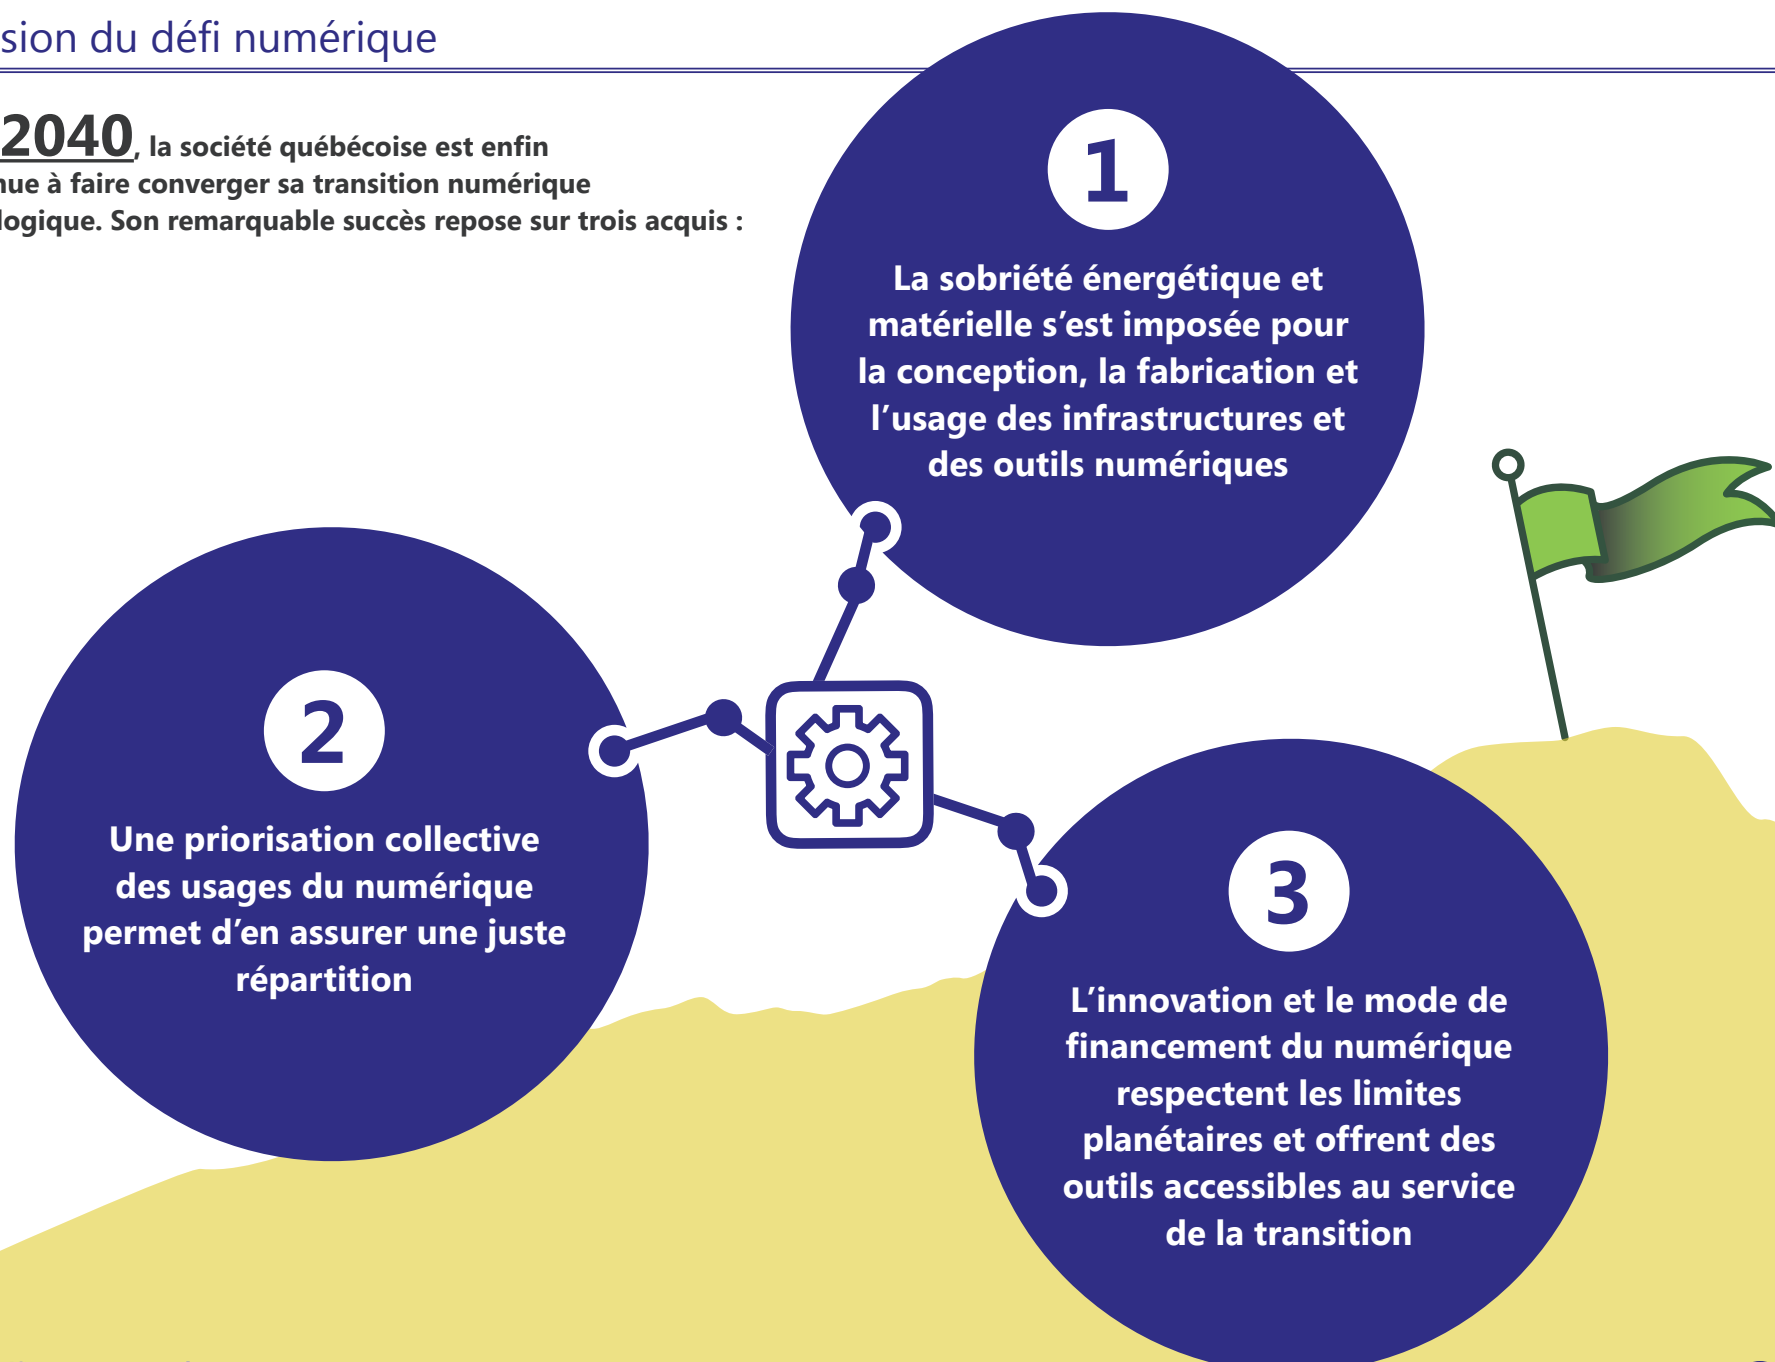 sion du défi numérique
2040, la société québécoise est enfin
nue à faire converger sa transition numérique
logique. Son remarquable succès repose sur trois acquis :
1
La sobriété énergétique et
matérielle s’est imposée pour
la conception, la fabrication et
l’usage des infrastructures et
des outils numériques
2
Une priorisation collective
des usages du numérique
permet d’en assurer une juste
répartition
3
L’innovation et le mode de
financement du numérique
respectent les limites
planétaires et offrent des
outils accessibles au service
de la transition